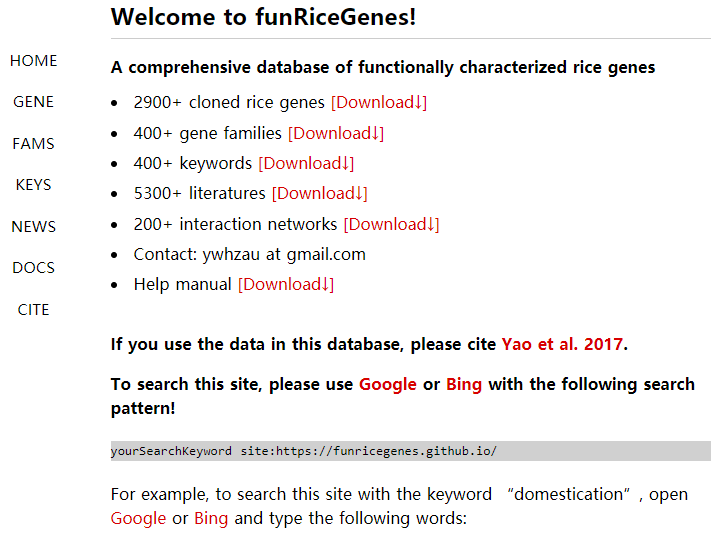 Welcome to funRiceGenes!
HOME
GENE
FAMS
KEYS
NEWS
DOCS
CITE
A comprehensive database of functionally characterized rice genes
• 2900+ cloned rice genes [Download↓]
• 400+ gene families [Download↓]
• 400+ keywords [Download↓]
• 5300+ literatures [Download↓]
• 200+ interaction networks [Download↓]
• Contact: ywhzau at gmail.com
• Help manual [Download↓]
If you use the data in this database, please cite Yao et al. 2017.
To search this site, please use Google or Bing with the following search
pattern!
yourSearchKeyword site:https://funricegenes.github.io/
For example, to search this site with the keyword “domestication”, open
Google or Bing and type the following words: